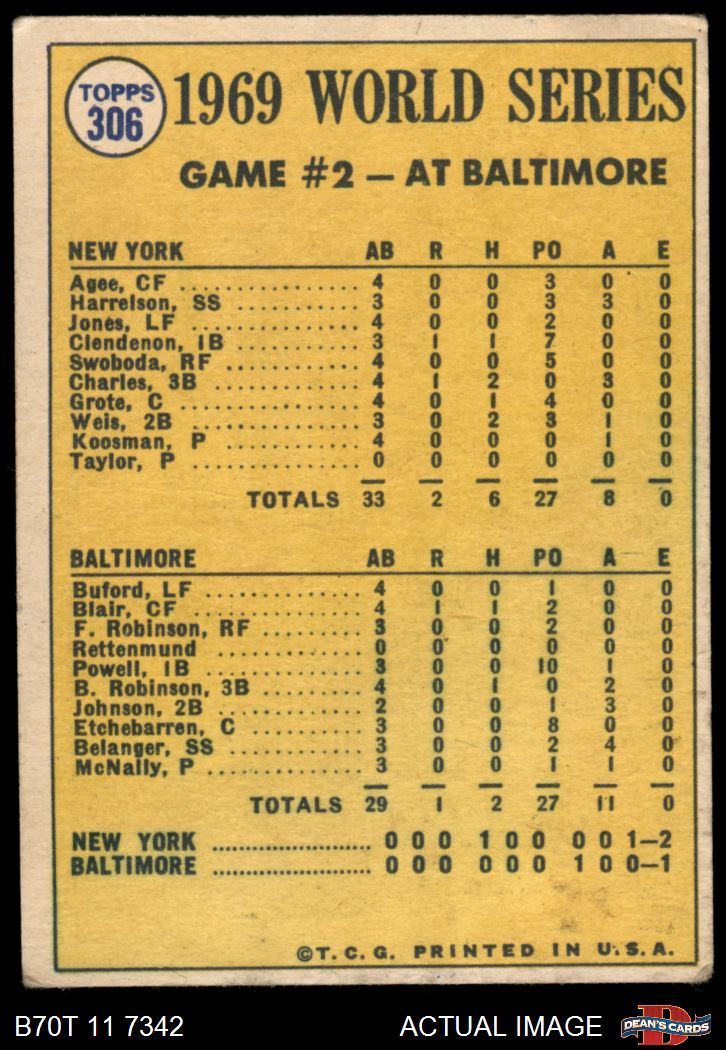 TOPPS
306
1969 WORLD SERIES
GAME #2 — AT BALTIMORE
NEW YORK AB R H PO A E
Agee, CF .................. 4 0 0 3 0 0
Harrelson, SS ............. 3 0 0 3 3 0
Jones, LF ................. 4 0 0 2 0 0
Clendenon, 1B ............. 3 1 1 7 0 0
Swoboda, RF ............... 4 0 0 5 0 0
Charles, 3B ............... 4 1 2 0 3 0
Grote, C .................. 4 0 1 4 0 0
Weis, 2B .................. 3 0 2 3 1 0
Koosman, P ................ 4 0 0 0 1 0
Taylor, P ................. 0 0 0 0 0 0
TOTALS 33 2 6 27 8 0
BALTIMORE AB R H PO A E
Buford, LF ................ 4 0 0 1 0 0
Blair, CF ................. 4 1 1 2 0 0
F. Robinson, RF ........... 3 0 0 2 0 0
Rettenmund ................ 0 0 0 0 0 0
Powell, 1B ................ 3 0 0 10 1 0
B. Robinson, 3B ........... 4 0 1 0 2 0
Johnson, 2B ............... 2 0 0 1 3 0
Etchebarren, C ............ 3 0 0 8 0 0
Belanger, SS .............. 3 0 0 2 4 0
McNally, P ................ 3 0 0 1 1 0
TOTALS 29 1 2 27 11 0
NEW YORK ........................ 0 0 0 1 0 0 0 0 1—2
BALTIMORE ........................ 0 0 0 0 0 0 1 0 0—1
©T.C.G. PRINTED IN U.S.A.
B70T 11 7342 ACTUAL IMAGE
DEAN'S CARDS